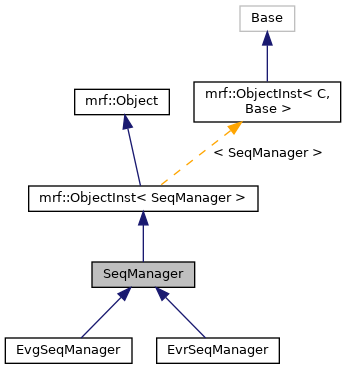 Base
mrf::ObjectInst< C,
Base >
mrf::Object
< SeqManager >
mrf::ObjectInst< SeqManager >
SeqManager
EvgSeqManager
EvrSeqManager